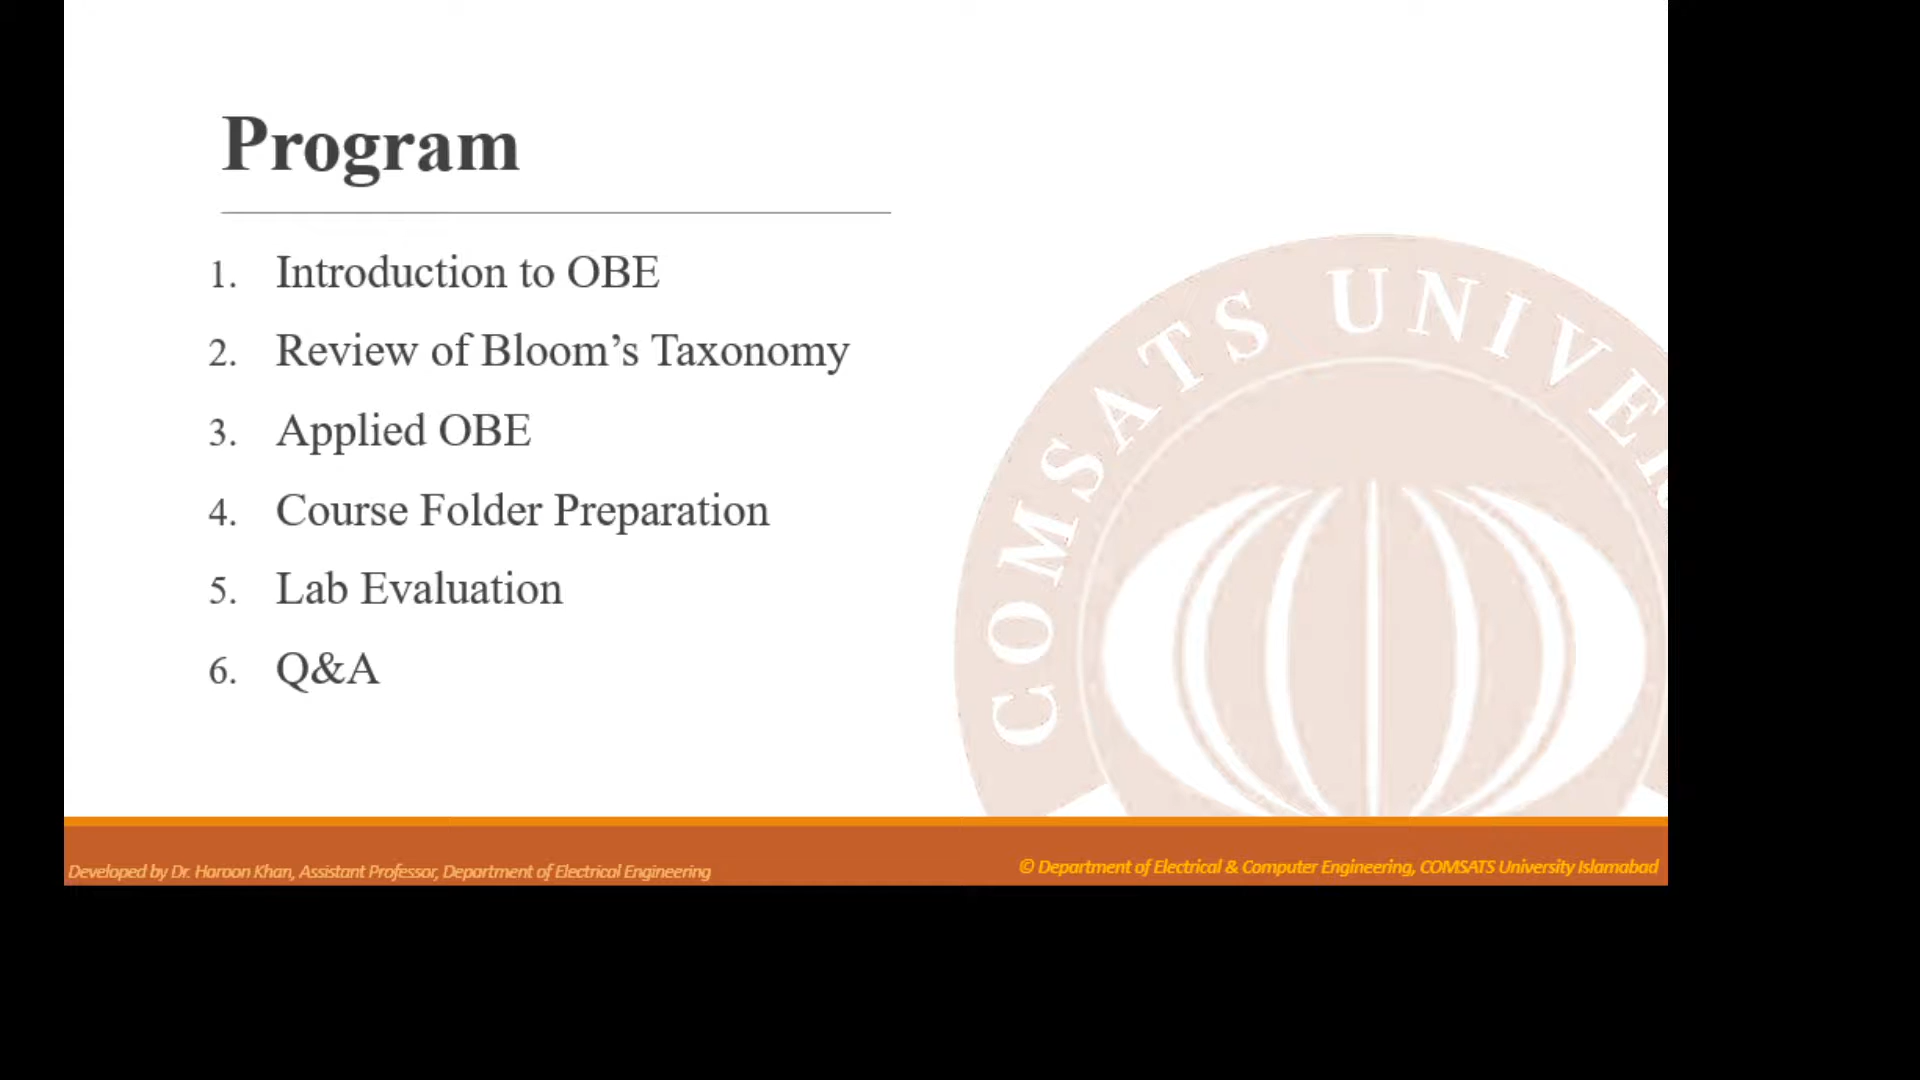 Program
1. Introduction to OBE
2. Review of Bloom’s Taxonomy
3. Applied OBE
4. Course Folder Preparation
5. Lab Evaluation
6. Q&A
COMSATS UNIVER
Developed by Dr. Haroon Khan, Assistant Professor, Department of Electrical Engineering
© Department of Electrical & Computer Engineering, COMSATS University Islamabad